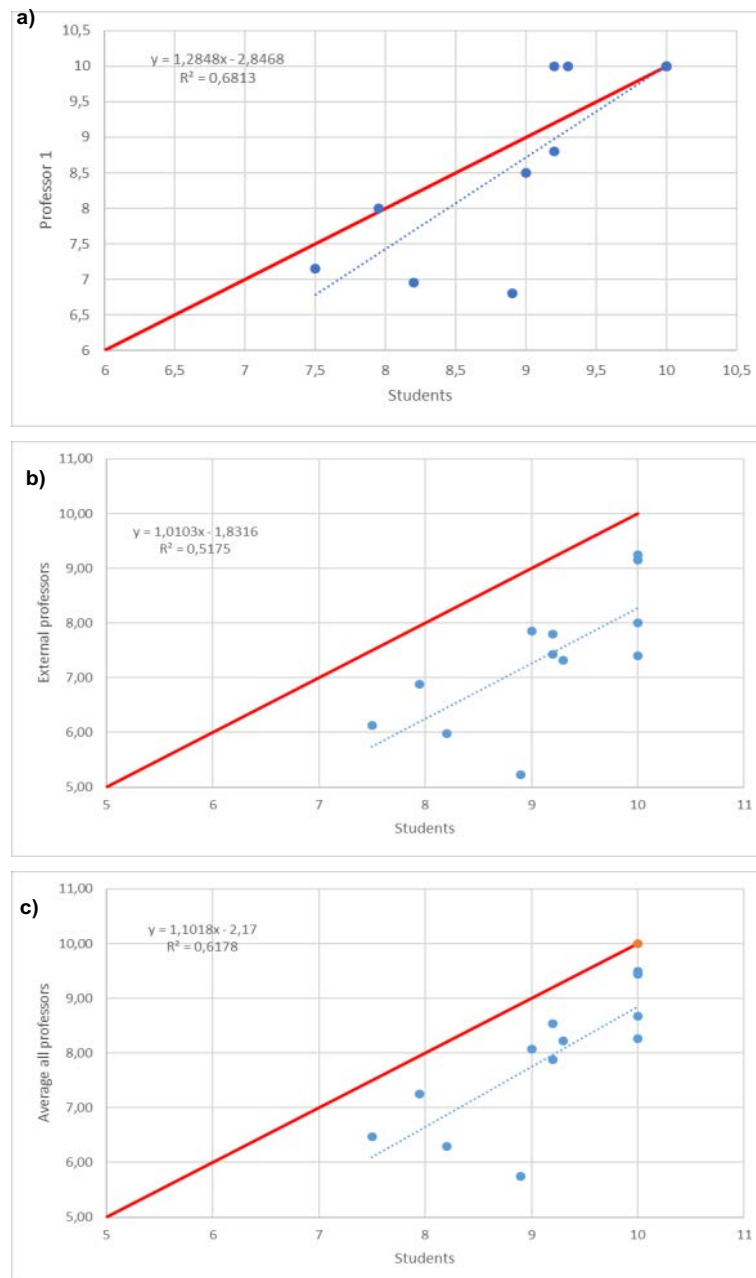 a)
10,5
10
9,5
9
8,5
8
7,5
7
6,5
6
y = 1,2848x - 2,8468
R² = 0,6813
Professor 1
6 6,5 7 7,5 8 8,5 9 9,5 10 10,5
Students
b)
11,00
10,00
9,00
8,00
7,00
6,00
5,00
y = 1,0103x - 1,8316
R² = 0,5175
External professors
5 6 7 8 9 10 11
Students
c)
11,00
10,00
9,00
8,00
7,00
6,00
5,00
y = 1,1018x - 2,17
R² = 0,6178
Average all professors
5 6 7 8 9 10 11
Students